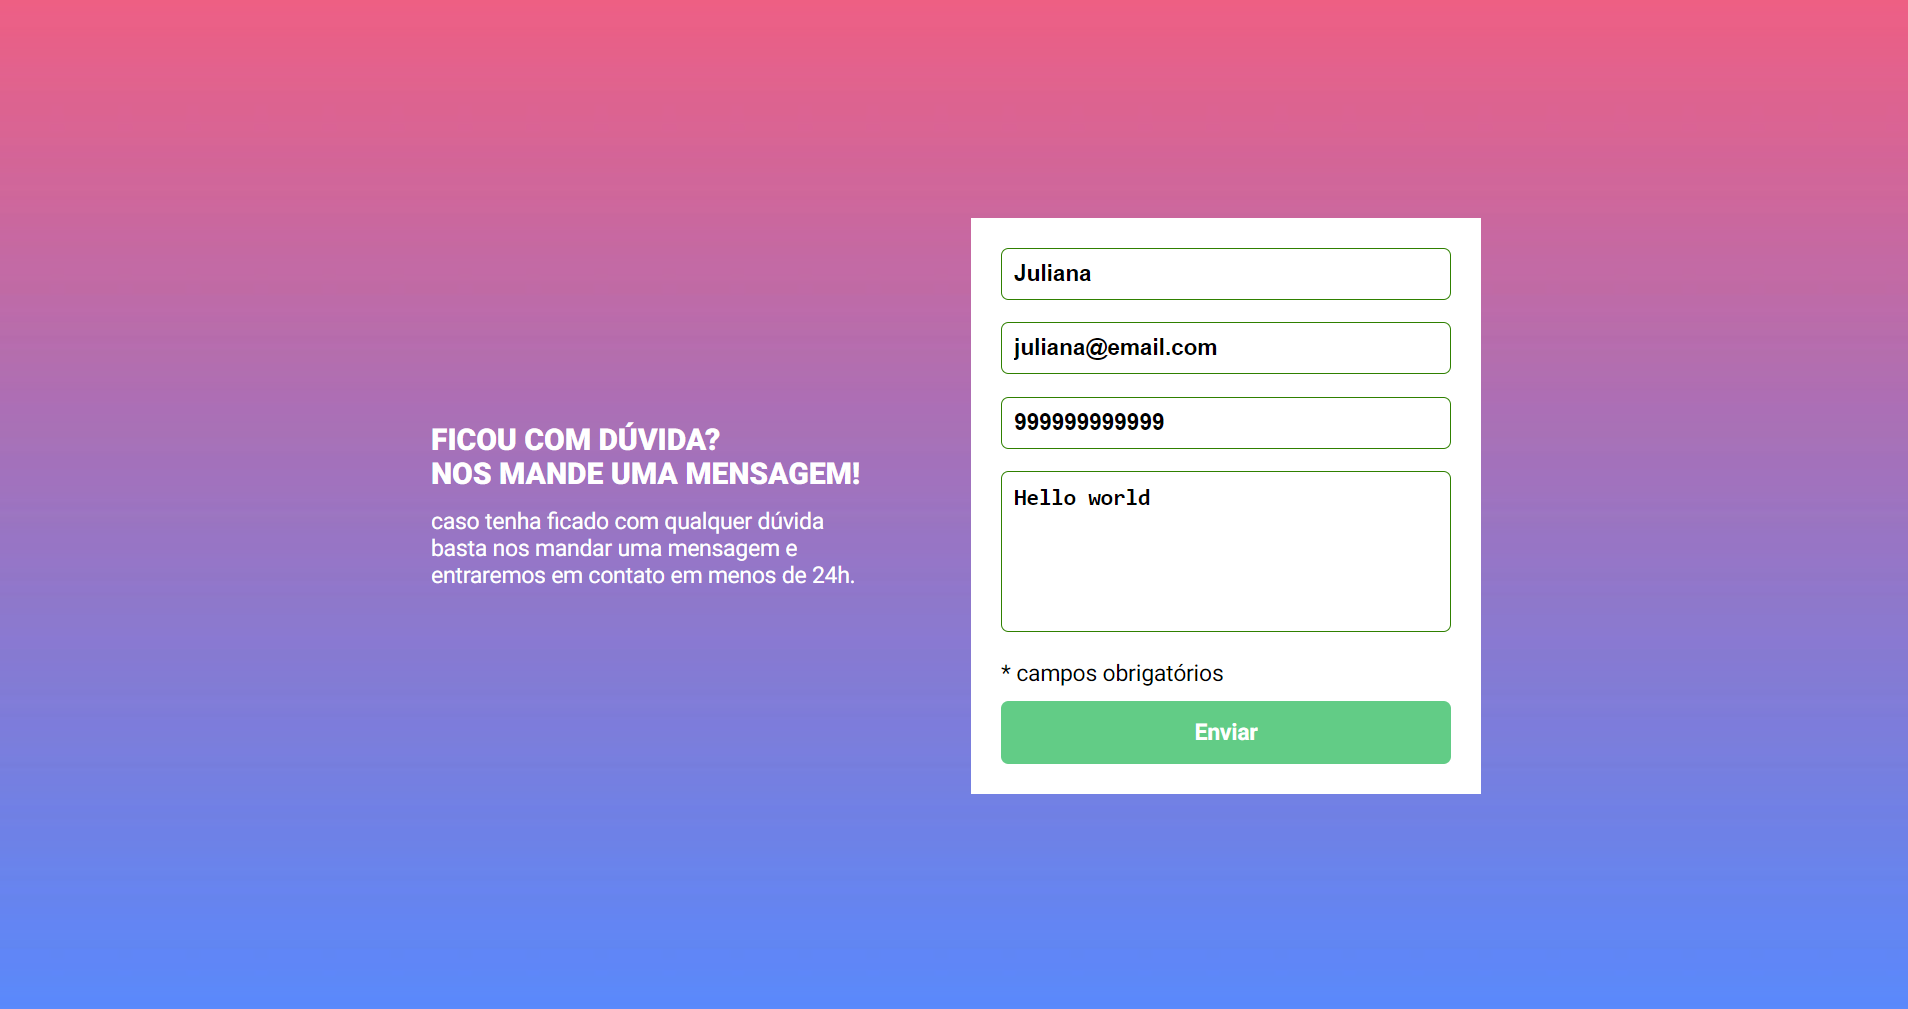 FICOU COM DÚVIDA?
NOS MANDE UMA MENSAGEM!
caso tenha ficado com qualquer dúvida
basta nos mandar uma mensagem e
entraremos em contato em menos de 24h.
Juliana
juliana@email.com
999999999999
Hello world
* campos obrigatórios
Enviar